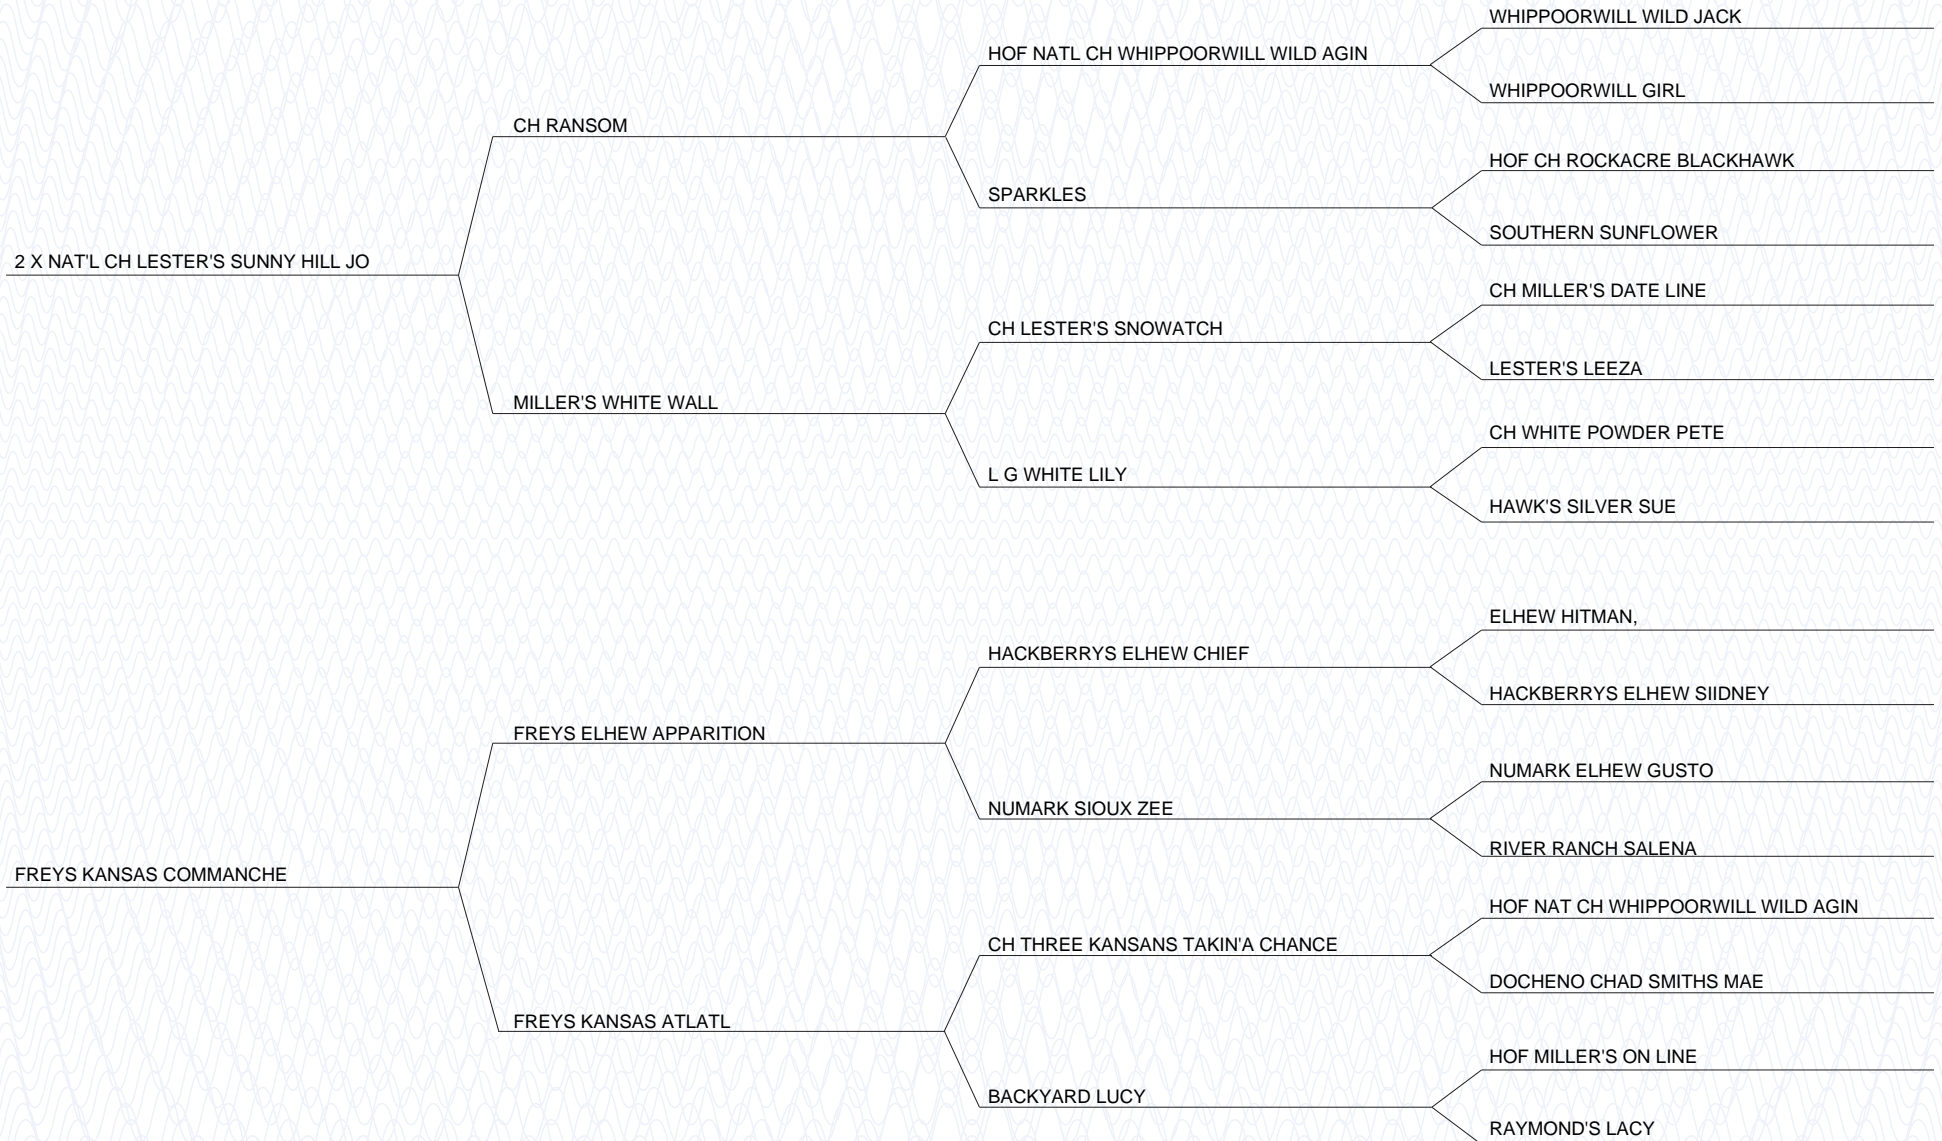 WHIPPOORWILL WILD JACK
HOF NATL CH WHIPPOORWILL WILD AGIN
WHIPPOORWILL GIRL
CH RANSOM
HOF CH ROCKACRE BLACKHAWK
SPARKLES
SOUTHERN SUNFLOWER
2 X NAT'L CH LESTER'S SUNNY HILL JO
CH MILLER'S DATE LINE
CH LESTER'S SNOWATCH
LESTER'S LEEZA
MILLER'S WHITE WALL
CH WHITE POWDER PETE
L G WHITE LILY
HAWK'S SILVER SUE
ELHEW HITMAN,
HACKBERRYS ELHEW CHIEF
HACKBERRYS ELHEW SIIDNEY
FREYS ELHEW APPARITION
NUMARK ELHEW GUSTO
NUMARK SIOUX ZEE
RIVER RANCH SALENA
FREYS KANSAS COMMANCHE
HOF NAT CH WHIPPOORWILL WILD AGIN
CH THREE KANSANS TAKIN'A CHANCE
DOCHENO CHAD SMITHS MAE
FREYS KANSAS ATLATL
HOF MILLER'S ON LINE
BACKYARD LUCY
RAYMOND'S LACY